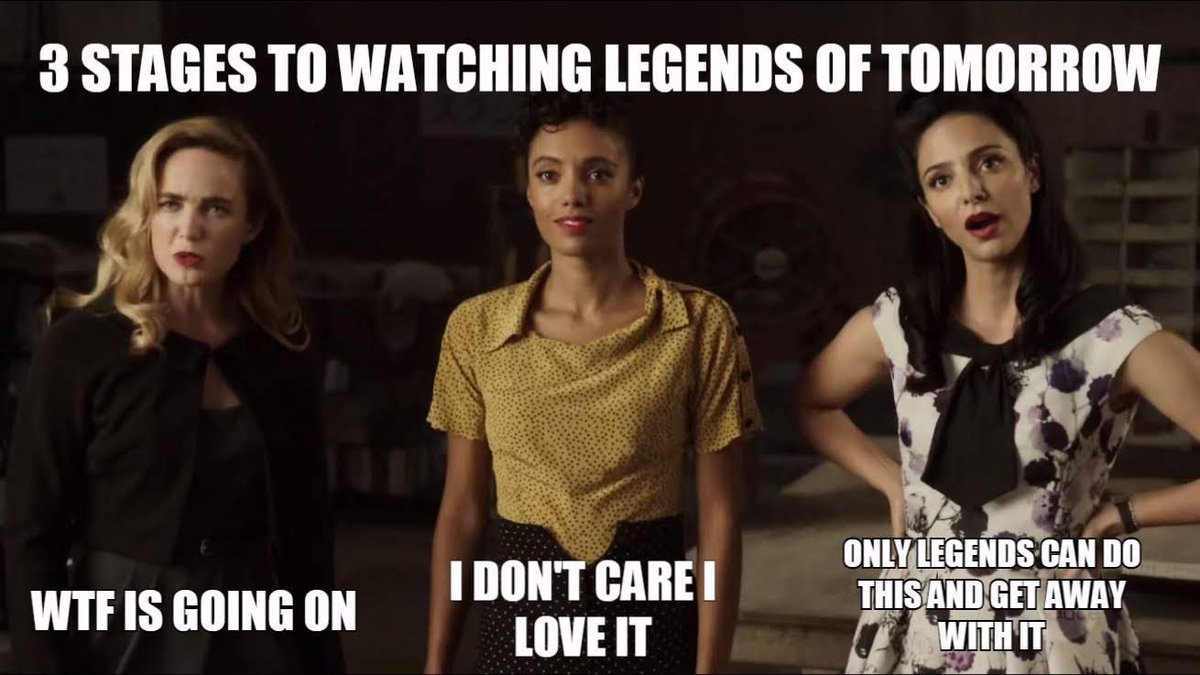 3 STAGES TO WATCHING LEGENDS OF TOMORROW
WTF IS GOING ON
I DON'T CARE I
LOVE IT
ONLY LEGENDS CAN DO
THIS AND GET AWAY
WITH IT